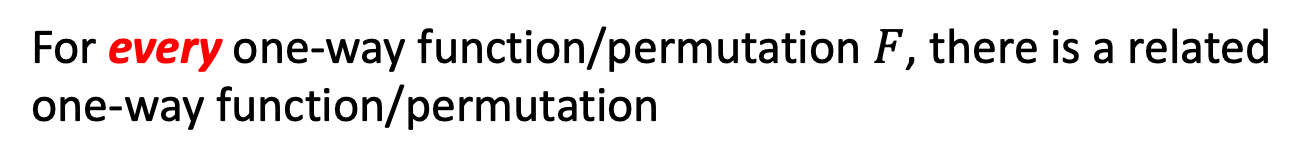 For every one-way function/permutation F, there is a related
one-way function/permutation